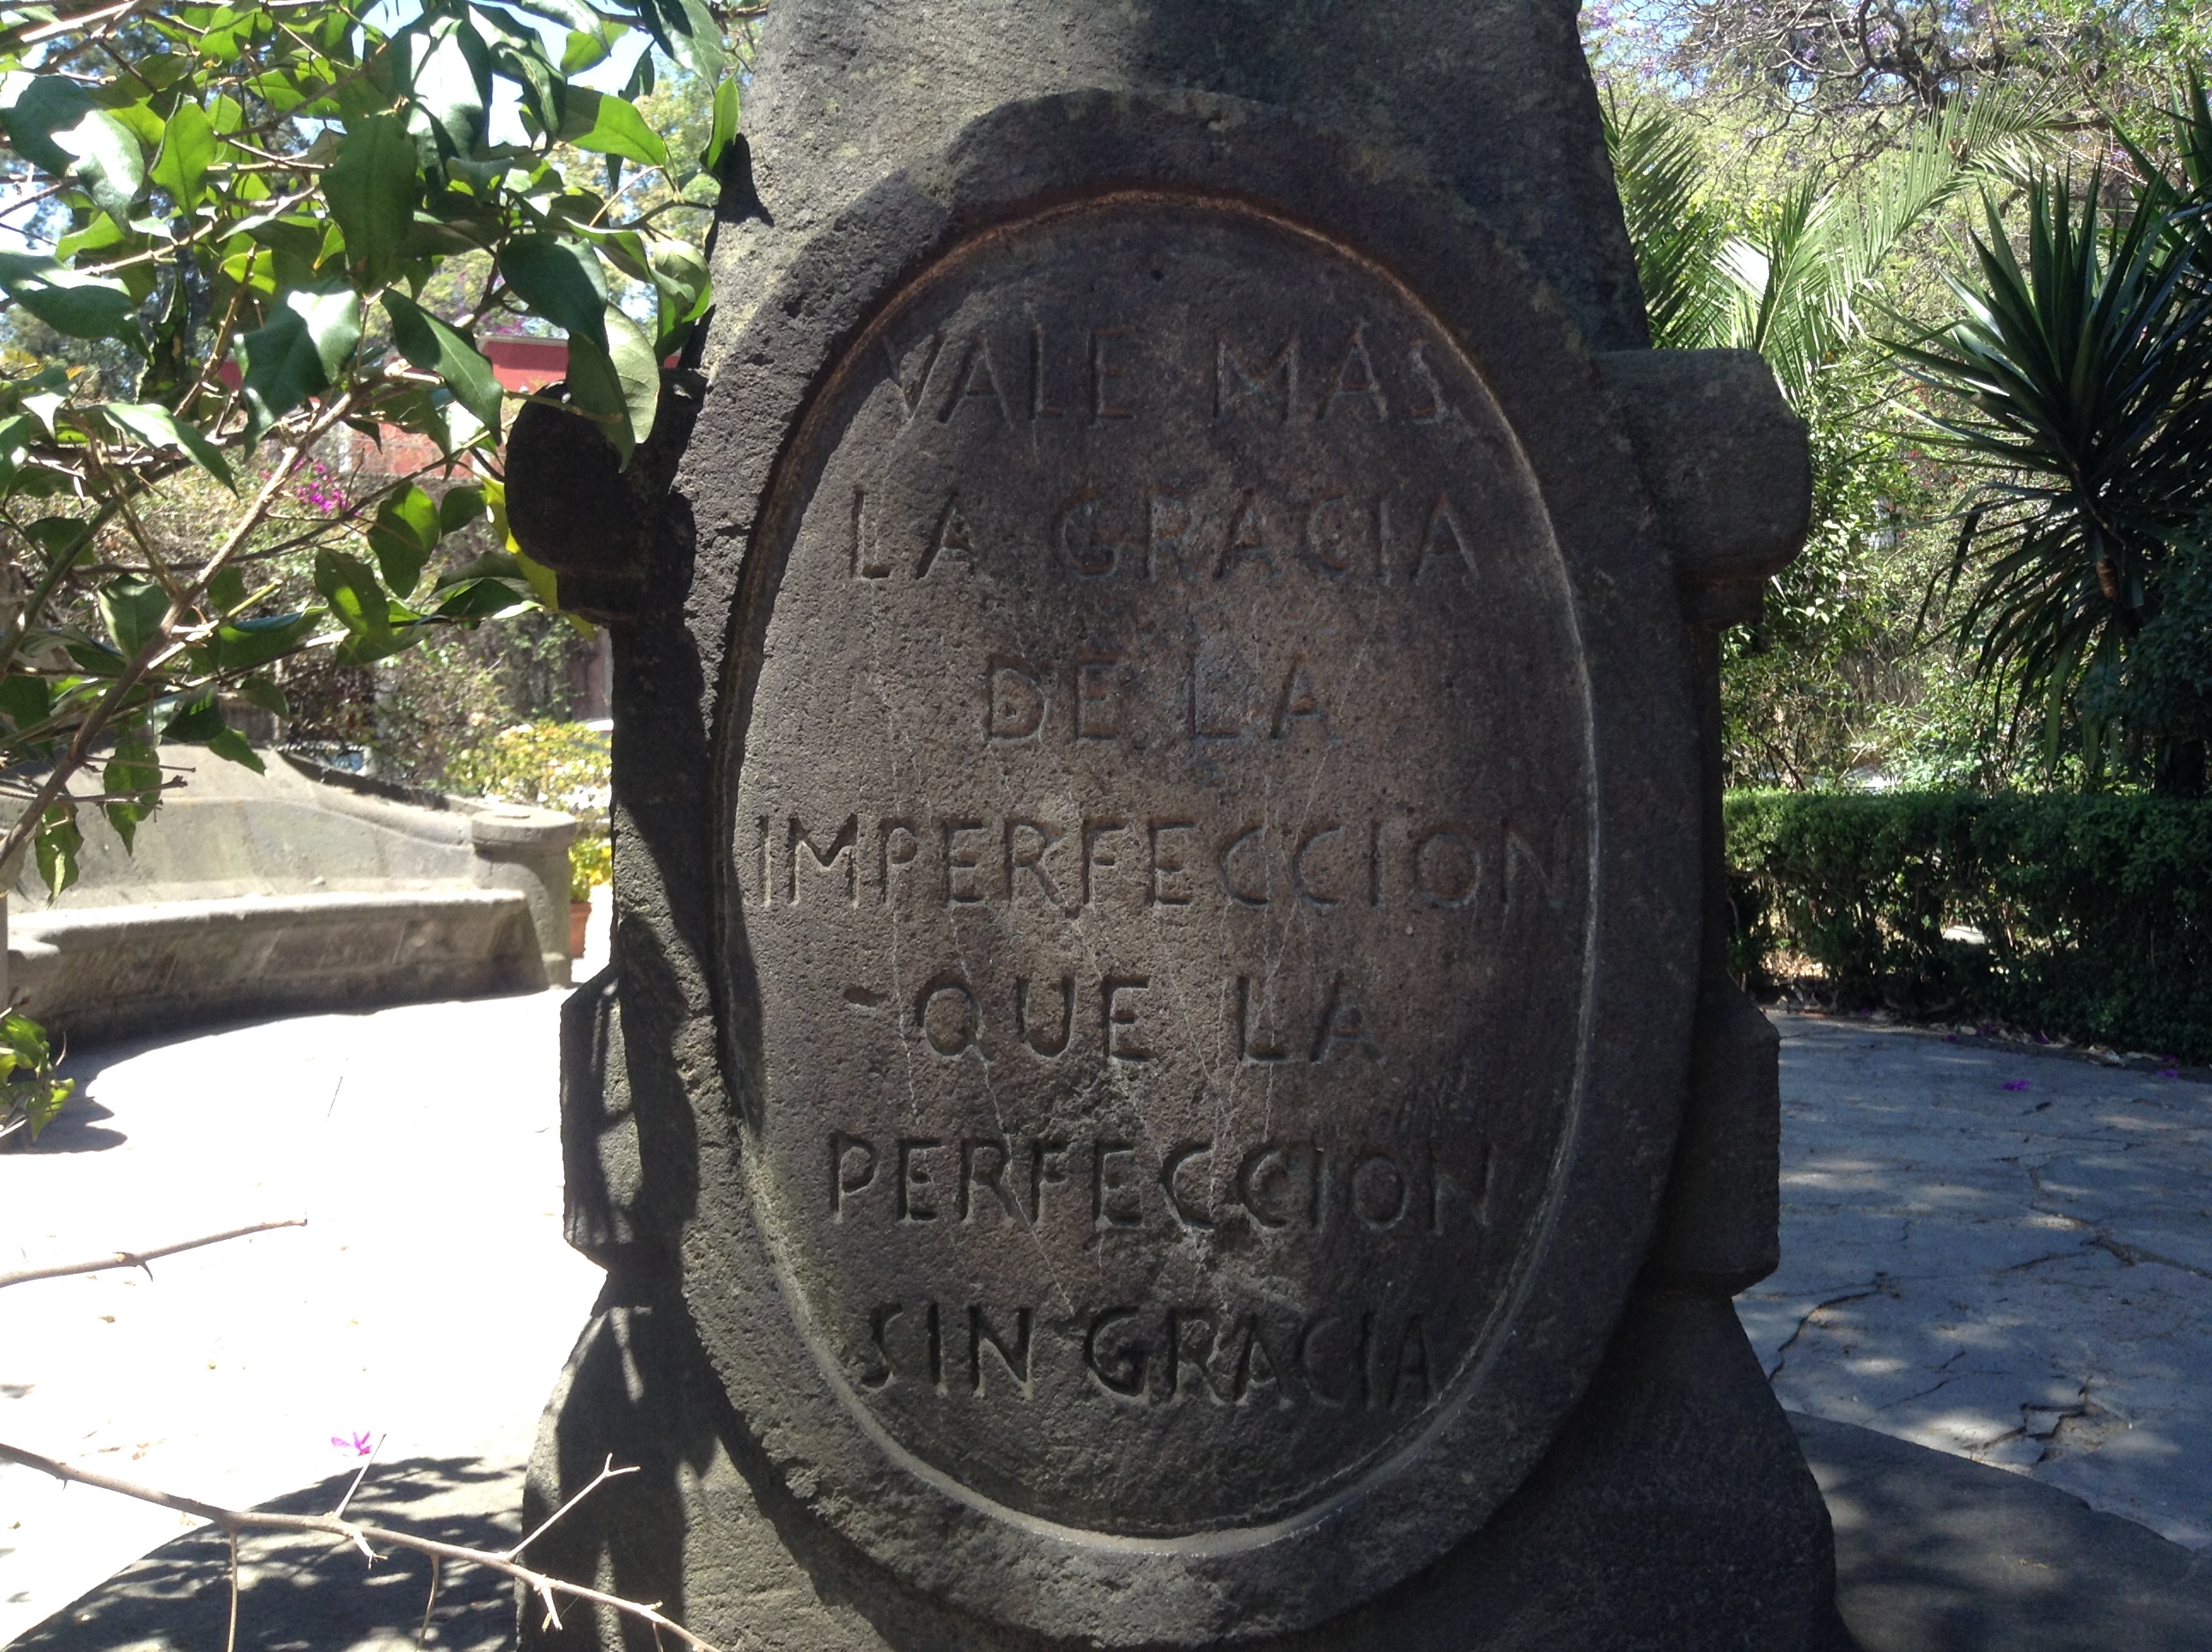 VALE MAS
LA GRACIA
DE LA
IMPERFECCION
QUE LA
PERFECCION
SIN GRACIA